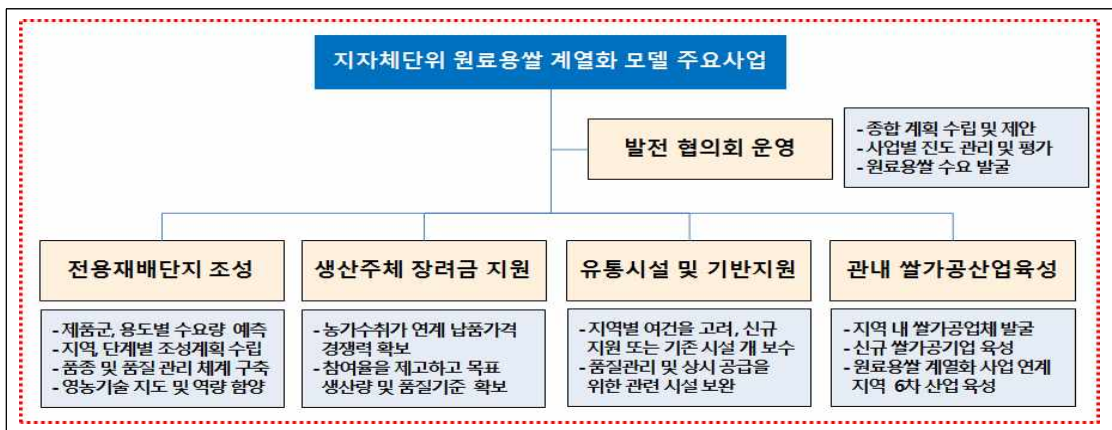 지자체단위 원료용쌀 계열화 모델 주요사업
발전 협의회 운영
- 종합 계획 수립 및 제안
- 사업별 진도 관리 및 평가
- 원료용쌀 수요 발굴
전용재배단지 조성
- 제품군, 용도별 수요량 예측
- 지역, 단계별 조성계획 수립
- 품종 및 품질 관리 체계 구축
- 영농기술 지도 및 역량 함양
생산주체 장려금 지원
- 농가수취가 연계 납품가격
경쟁력 확보
- 참여율을 제고하고 목표
생산량 및 품질기준 확보
유통시설 및 기반지원
- 지역별 여건을 고려, 신규
지원 또는 기존 시설 개 보수
- 품질관리 및 상시 공급을
위한 관련 시설 보완
관내 쌀가공산업육성
- 지역 내 쌀가공업체 발굴
- 신규 쌀가공기업 육성
- 원료용쌀 계열화 사업 연계
지역 6차 산업 육성